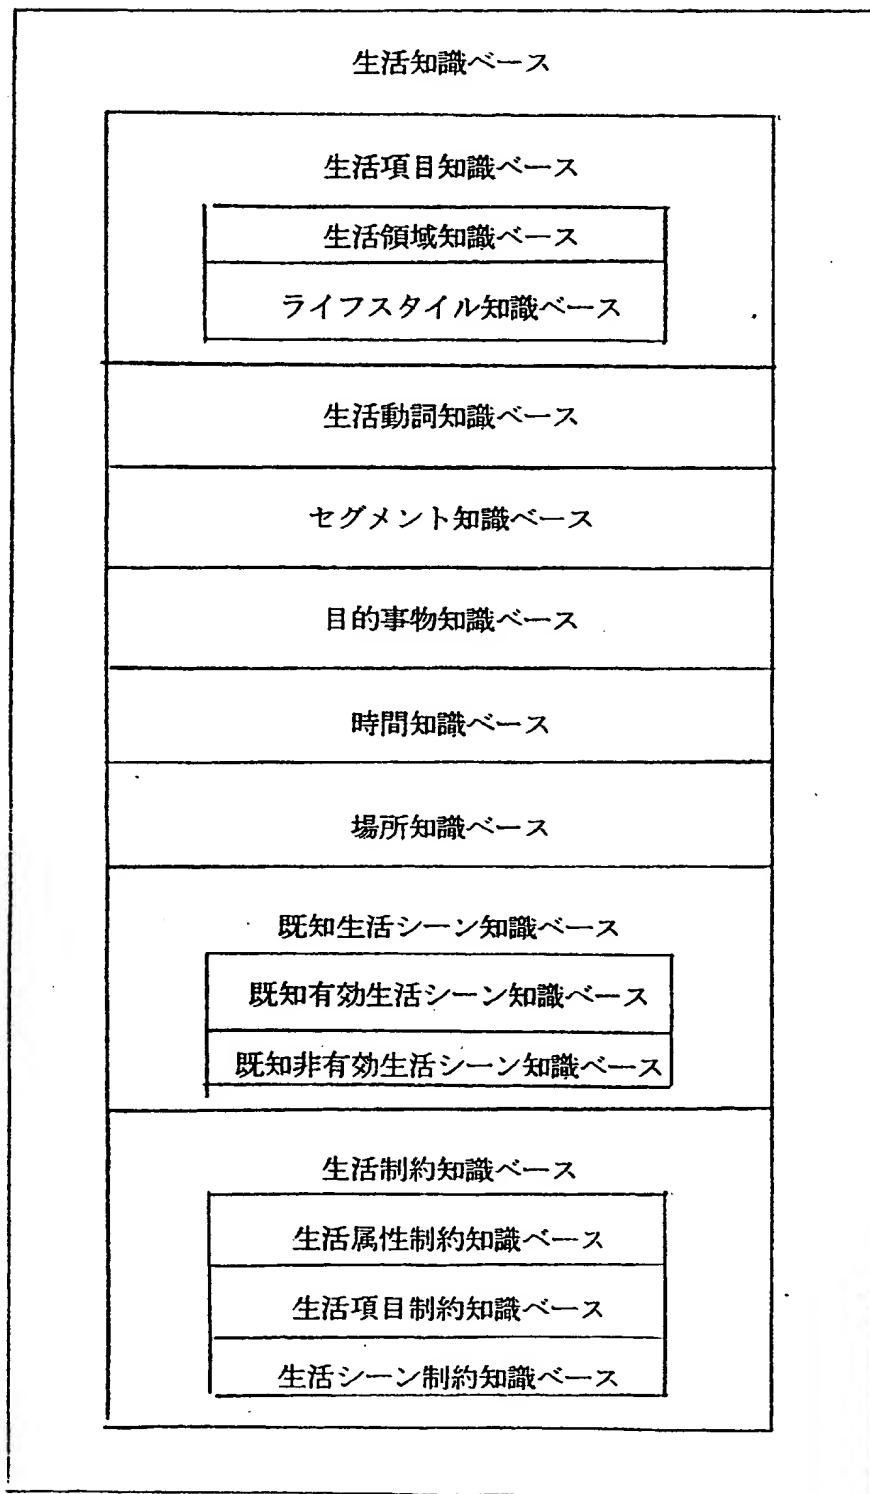 生活知識ベース
生活項目知識ベース
生活領域知識ベース
ライフスタイル知識ベース
生活動詞知識ベース
セグメント知識ベース
目的事物知識ベース
時間知識ベース
場所知識ベース
既知生活シーン知識ベース
既知有効生活シーン知識ベース
既知非有効生活シーン知識ベース
生活制約知識ベース
生活属性制約知識ベース
生活項目制約知識ベース
生活シーン制約知識ベース